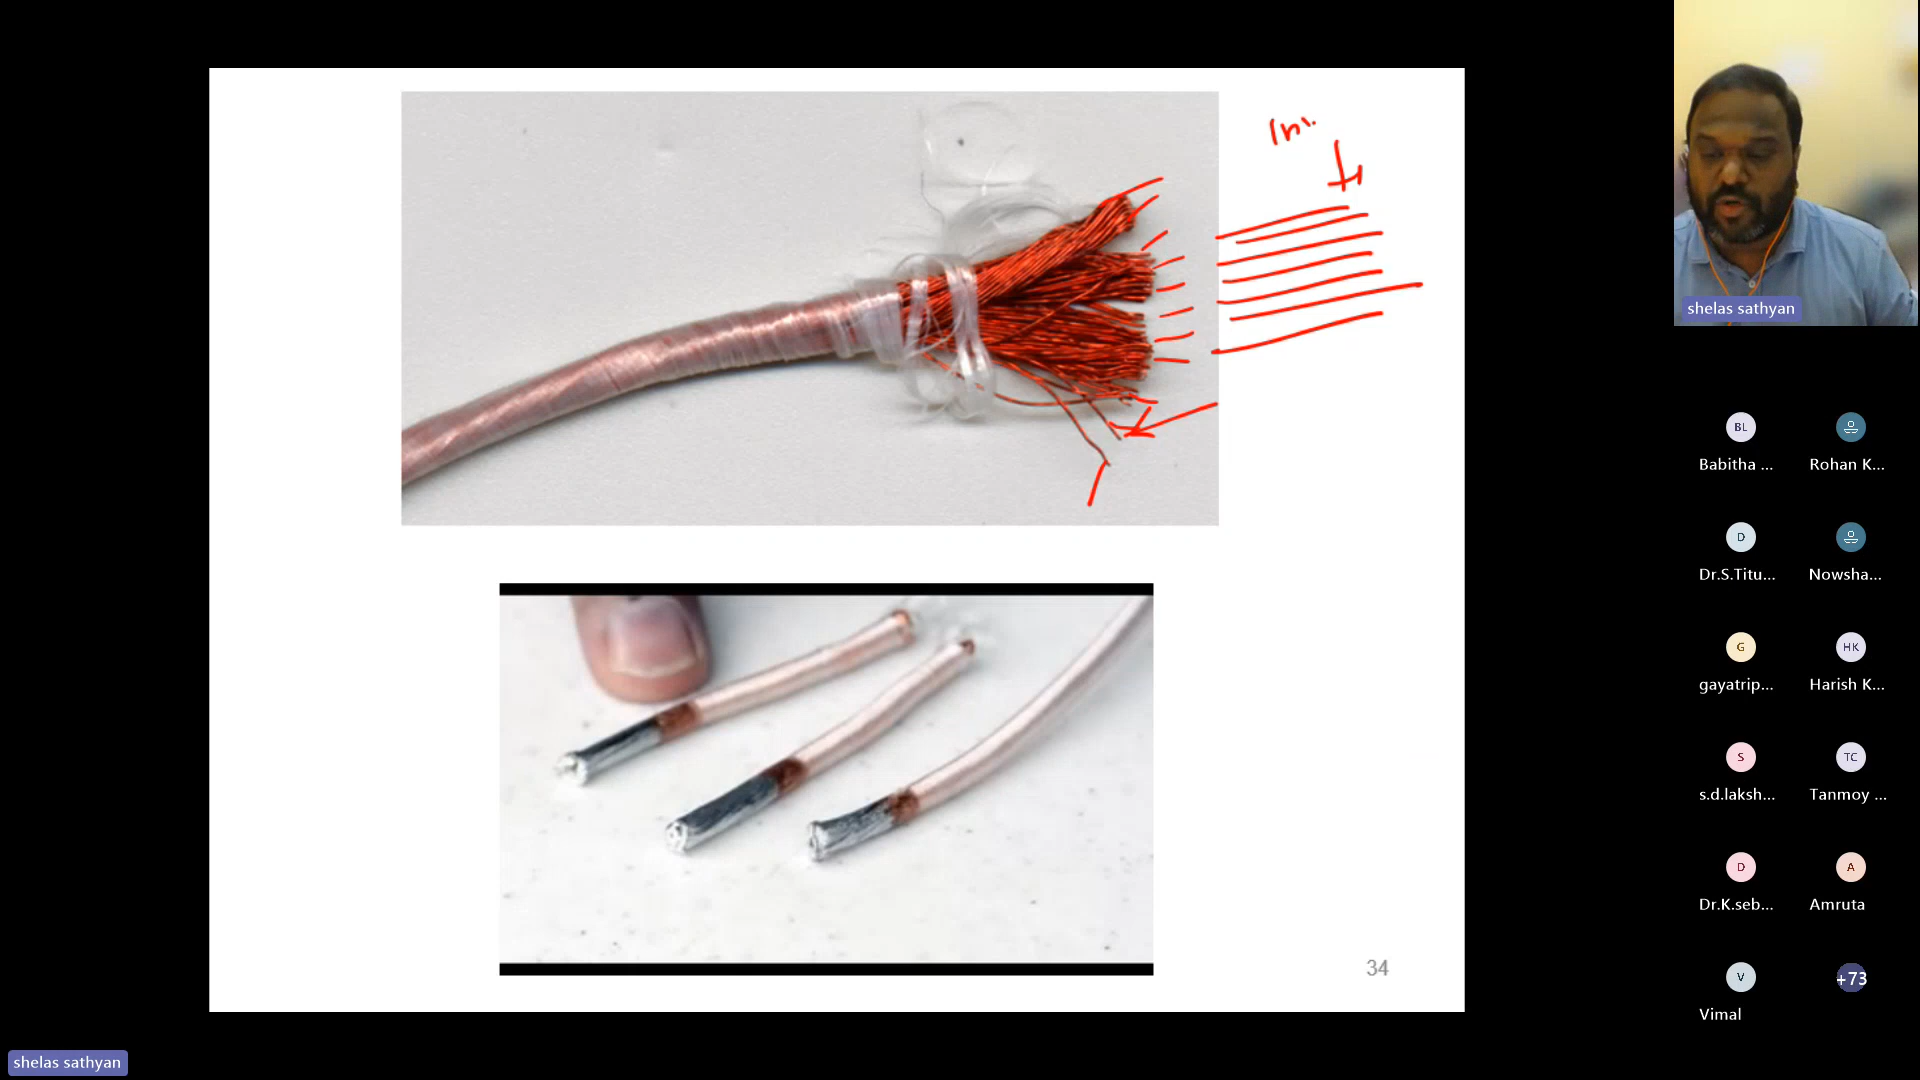 In
shelas sathyan
BL
Babitha ...
Rohan K...
D
Dr.S.Titu...
Nowsha...
G
HK
gayatrip...
Harish K...
S
TC
s.d.laksh...
Tanmoy ...
D
A
Dr.K.seb...
Amruta
V
+73
Vimal
34
shelas sathyan